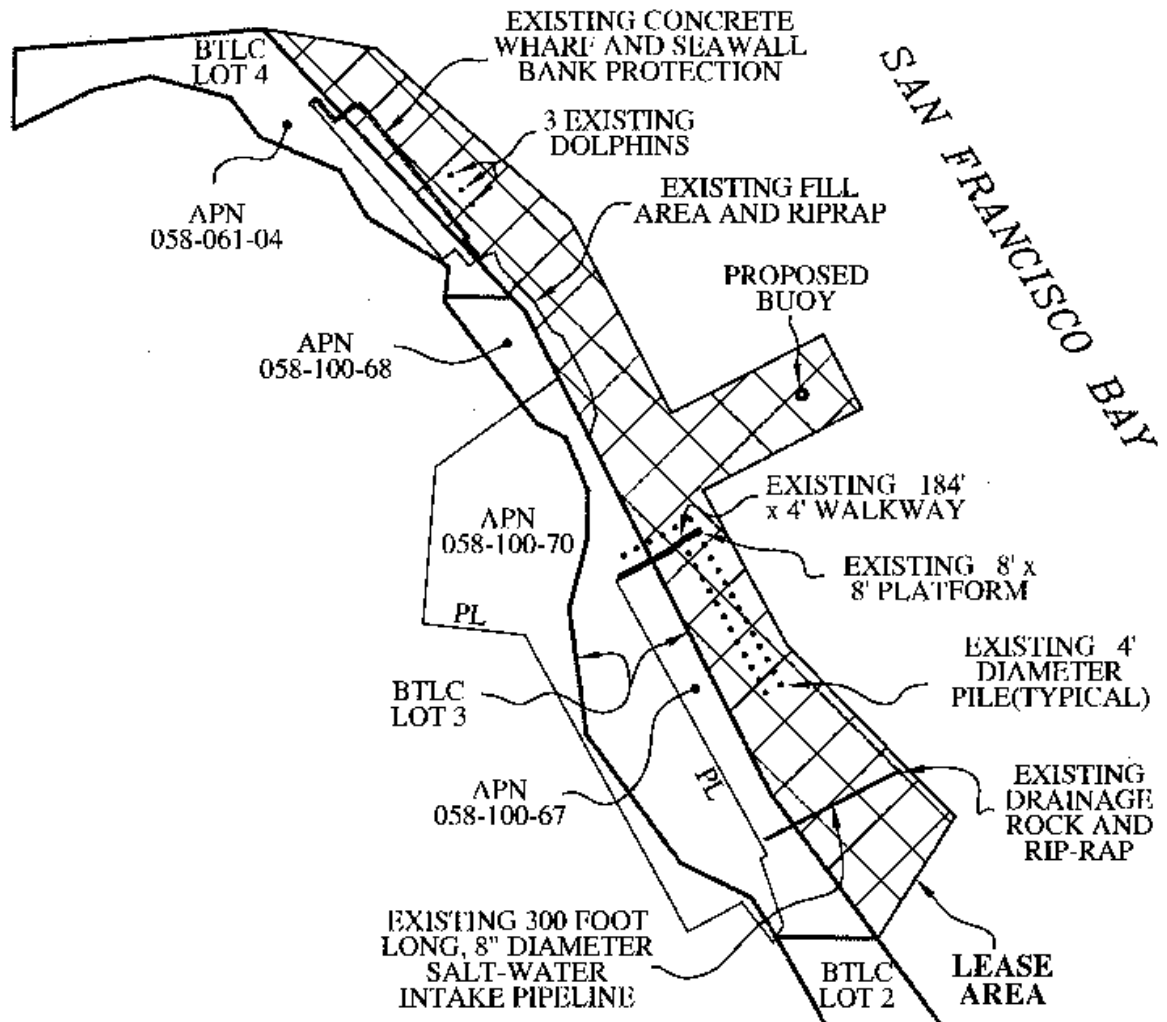 EXISTING CONCRETE
WHARF AND SEAWALL
BANK PROTECTION
BTLC
LOT 4
3 EXISTING
DOLPHINS
SAN FRANCISCO BAY
EXISTING FILL
AREA AND RIPRAP
APN
058-061-04
PROPOSED
BUOY
APN
058-100-68
EXISTING 184'
x 4' WALKWAY
APN
058-100-70
EXISTING 8' x
8' PLATFORM
PL
EXISTING 4'
DIAMETER
PILE(TYPICAL)
BTLC
LOT 3
PL
APN
058-100-67
EXISTING
DRAINAGE
ROCK AND
RIP-RAP
EXISTING 300 FOOT
LONG, 8" DIAMETER
SALT-WATER
INTAKE PIPELINE
BTLC
LOT 2
LEASE
AREA